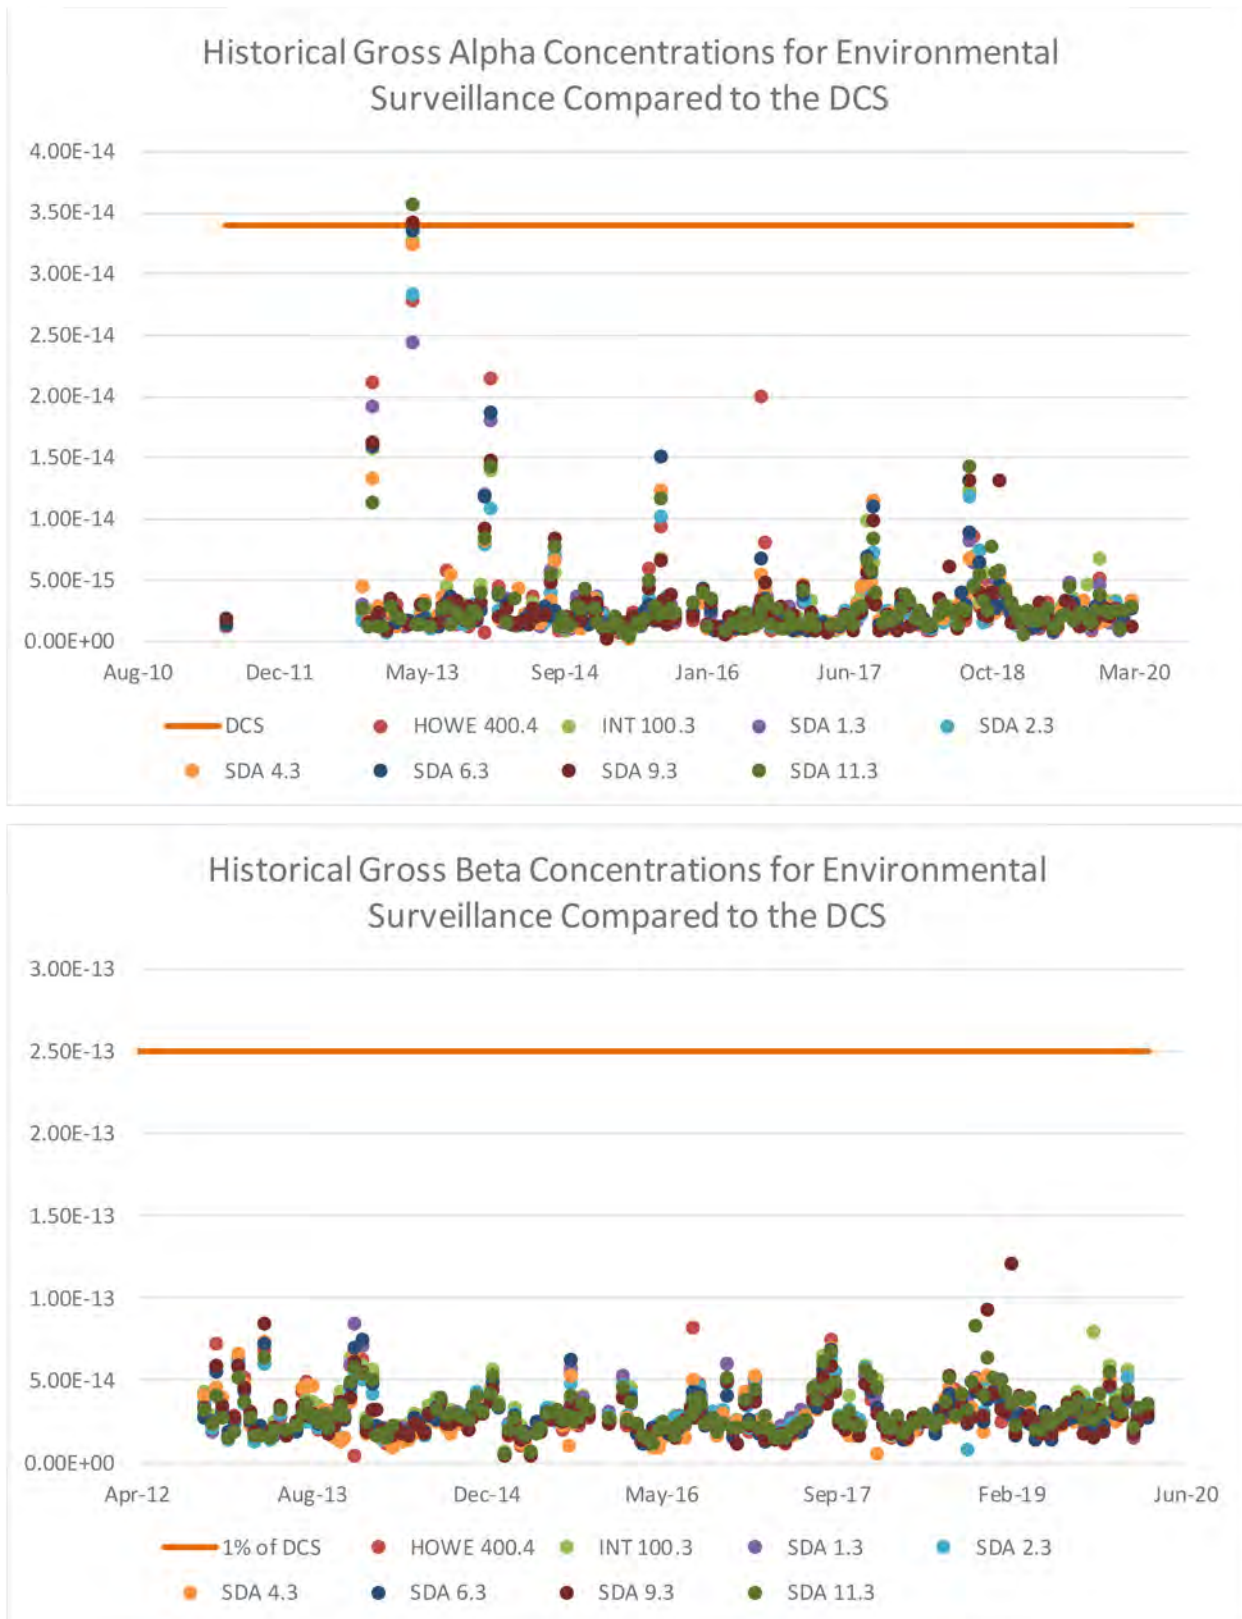 Historical Gross Alpha Concentrations for Environmental
Surveillance Compared to the DCS
4.00E-14
3.50E-14
3.00E-14
2.50E-14
2.00E-14
1.50E-14
1.00E-14
5.00E-15
0.00E+00
Aug-10 Dec-11 May-13 Sep-14 Jan-16 Jun-17 Oct-18 Mar-20
DCS HOWE 400.4 INT 100.3 SDA 1.3 SDA 2.3
SDA 4.3 SDA 6.3 SDA 9.3 SDA 11.3
Historical Gross Beta Concentrations for Environmental
Surveillance Compared to the DCS
3.00E-13
2.50E-13
2.00E-13
1.50E-13
1.00E-13
5.00E-14
0.00E+00
Apr-12 Aug-13 Dec-14 May-16 Sep-17 Feb-19 Jun-20
1% of DCS HOWE 400.4 INT 100.3 SDA 1.3 SDA 2.3
SDA 4.3 SDA 6.3 SDA 9.3 SDA 11.3